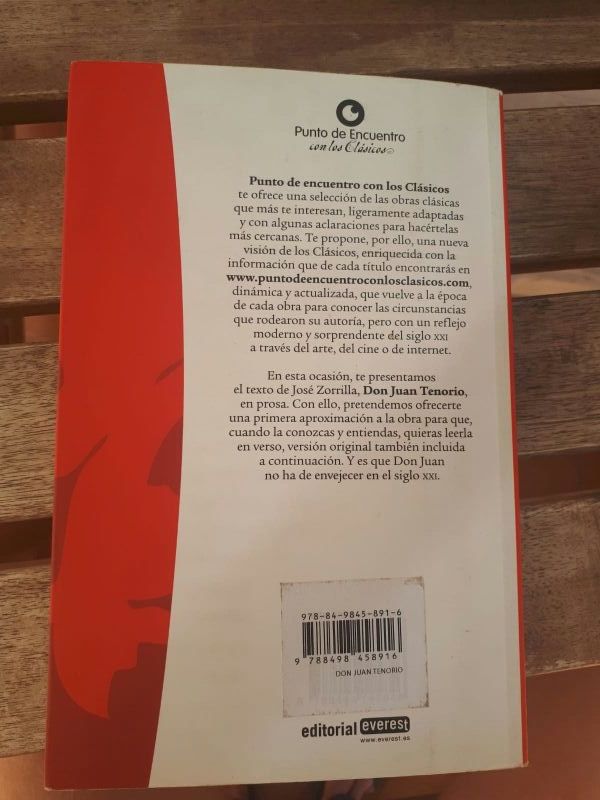 Punto de Encuentro
con los Clásicos
Punto de encuentro con los Clásicos
te ofrece una selección de las obras clásicas
que más te interesan, ligeramente adaptadas
y con algunas aclaraciones para hacértelas
más cercanas. Te propone, por ello, una nueva
visión de los Clásicos, enriquecida con la
información que de cada título encontrarás en
www.puntodeencuentroconlosclasicos.com,
dinámica y actualizada, que vuelve a la época
de cada obra para conocer las circunstancias
que rodearon su autoría, pero con un reflejo
moderno y sorprendente del siglo XXI
a través del arte, del cine o de internet.
En esta ocasión, te presentamos
el texto de José Zorrilla, Don Juan Tenorio,
en prosa. Con ello, pretendemos ofrecerte
una primera aproximación a la obra para que,
cuando la conozcas y entiendas, quieras leerla
en verso, versión original también incluida
a continuación. Y es que Don Juan
no ha de envejecer en el siglo XXI.
978-84-9845-891-6
9 788498 458916
DON JUAN TENORIO
editorial everest
www.everest.es